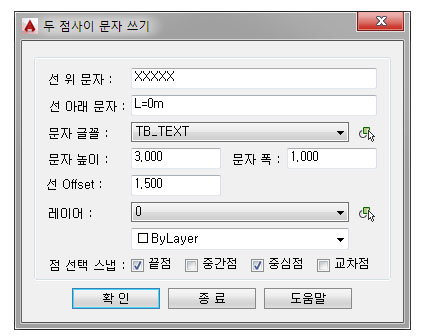 두 점사이 문자 쓰기
선 위 문자 : XXXXX
선 아래 문자 : L=0m
문자 글꼴 : TB_TEXT
문자 높이 : 3,000 문자 폭 : 1,000
선 Offset : 1,500
레이어 : 0
ByLayer
점 선택 스냅 : 끝점 중간점 중심점 교차점
확 인 종 료 도움말